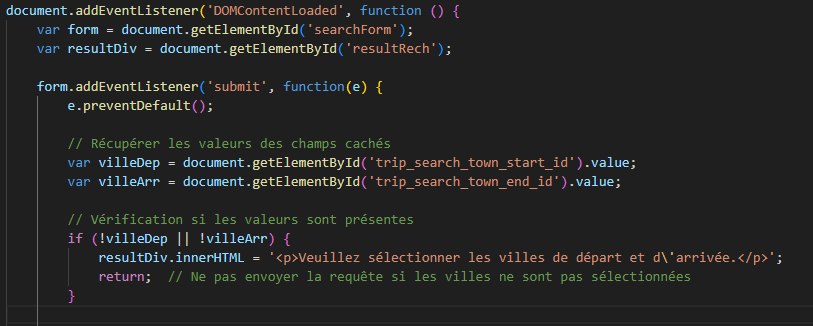 document.addEventListener('DOMContentLoaded', function () {
var form = document.getElementById('searchForm');
var resultDiv = document.getElementById('resultRech');
form.addEventListener('submit', function(e) {
e.preventDefault();
// Récupérer les valeurs des champs cachés
var villeDep = document.getElementById('trip_search_town_start_id').value;
var villeArr = document.getElementById('trip_search_town_end_id').value;
// Vérification si les valeurs sont présentes
if (!villeDep || !villeArr) {
resultDiv.innerHTML = '<p>Veuillez sélectionner les villes de départ et d\'arrivée.</p>';
return;  // Ne pas envoyer la requête si les villes ne sont pas sélectionnées
}